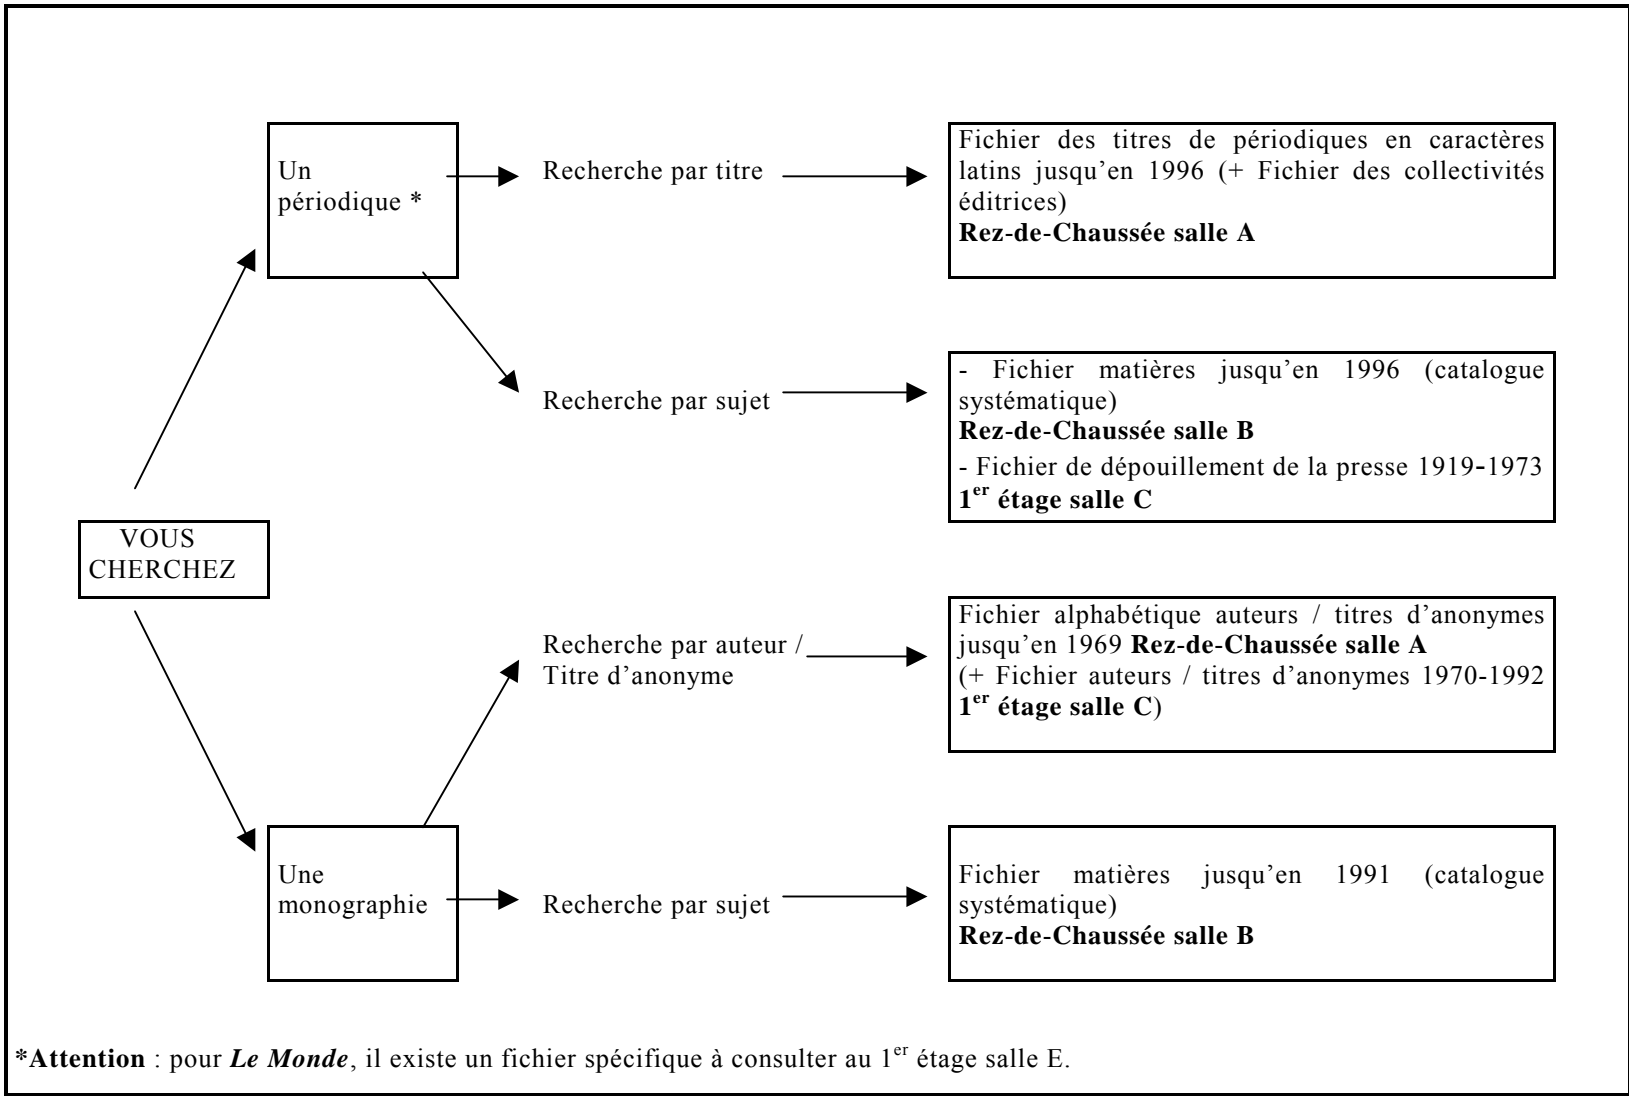 Un
périodique *
Recherche par titre
Fichier des titres de périodiques en caractères
latins jusqu'en 1996 (+ Fichier des collectivités
éditrices)
Rez-de-Chaussée salle A
Recherche par sujet
- Fichier matières jusqu'en 1996 (catalogue
systématique)
Rez-de-Chaussée salle B
- Fichier de dépouillement de la presse 1919-1973
1er étage salle C
VOUS
CHERCHEZ
Recherche par auteur /
Titre d'anonyme
Fichier alphabétique auteurs / titres d'anonymes
jusqu'en 1969 Rez-de-Chaussée salle A
(+ Fichier auteurs / titres d'anonymes 1970-1992
1er étage salle C)
Une
monographie
Recherche par sujet
Fichier matières jusqu'en 1991 (catalogue
systématique)
Rez-de-Chaussée salle B
*Attention : pour Le Monde, il existe un fichier spécifique à consulter au 1er étage salle E.